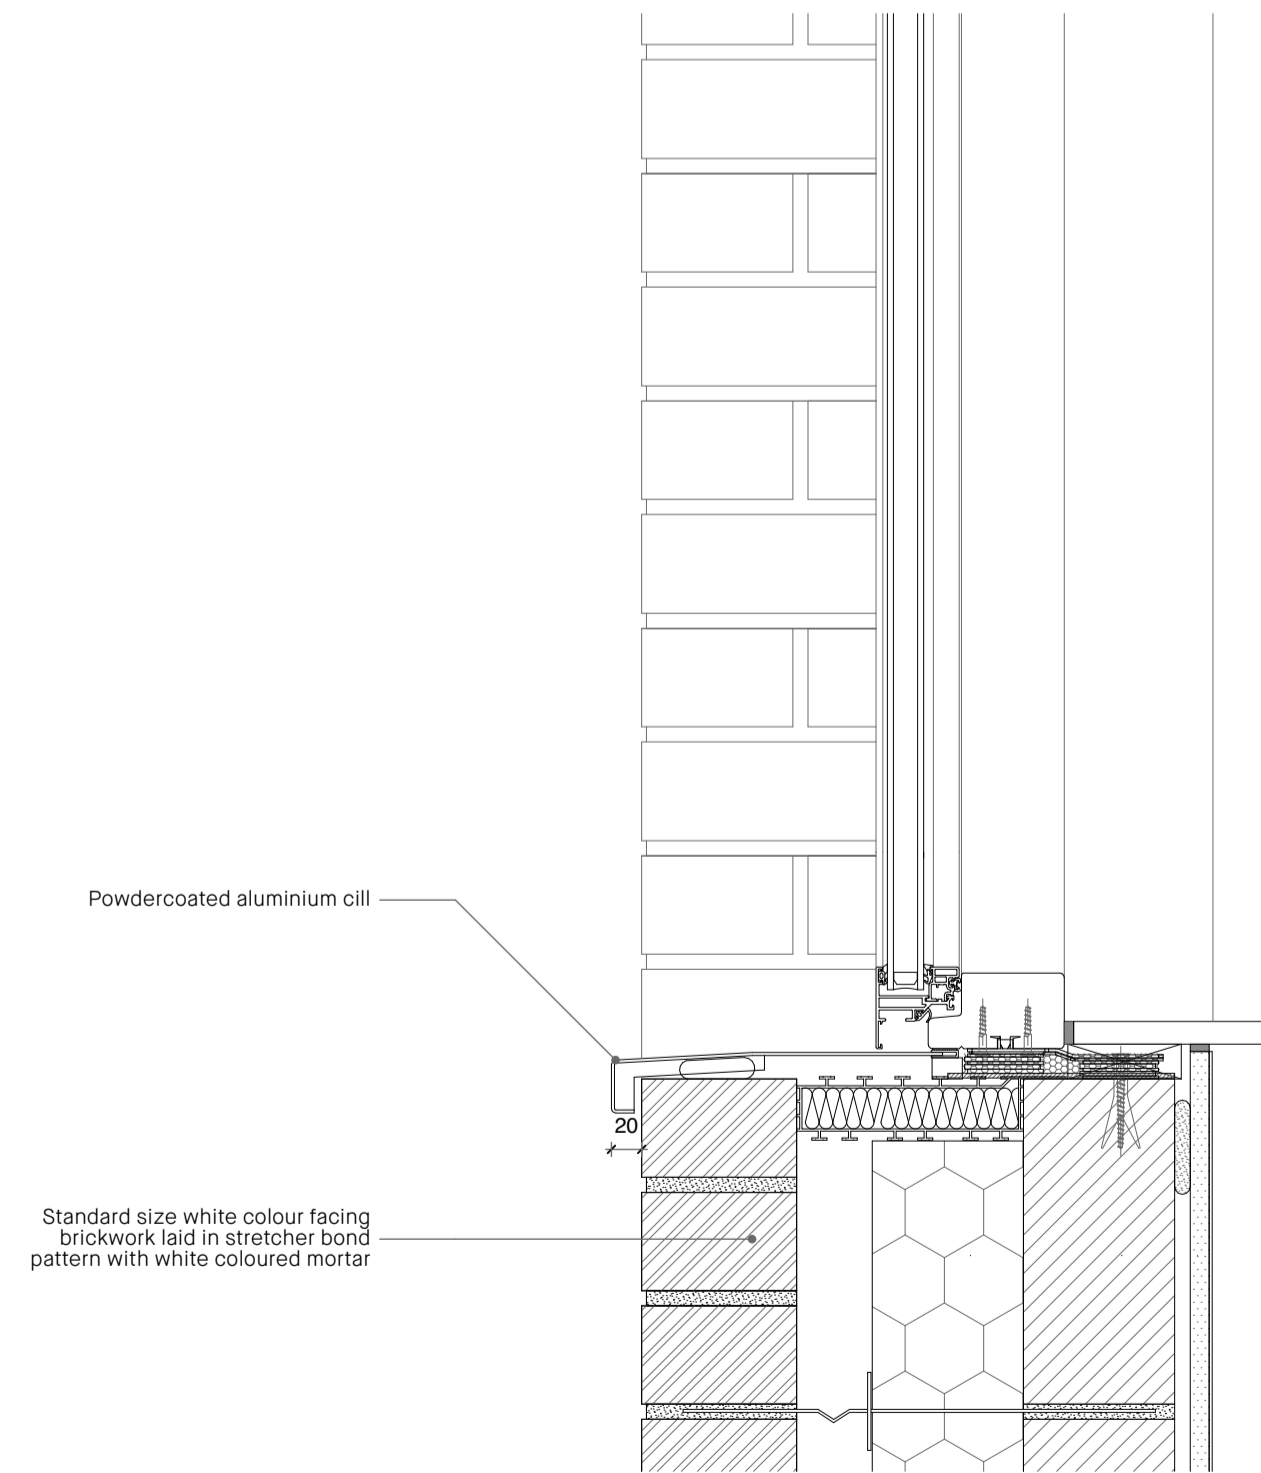 Powdercoated aluminium cill
20
Standard size white colour facing
brickwork laid in stretcher bond
pattern with white coloured mortar